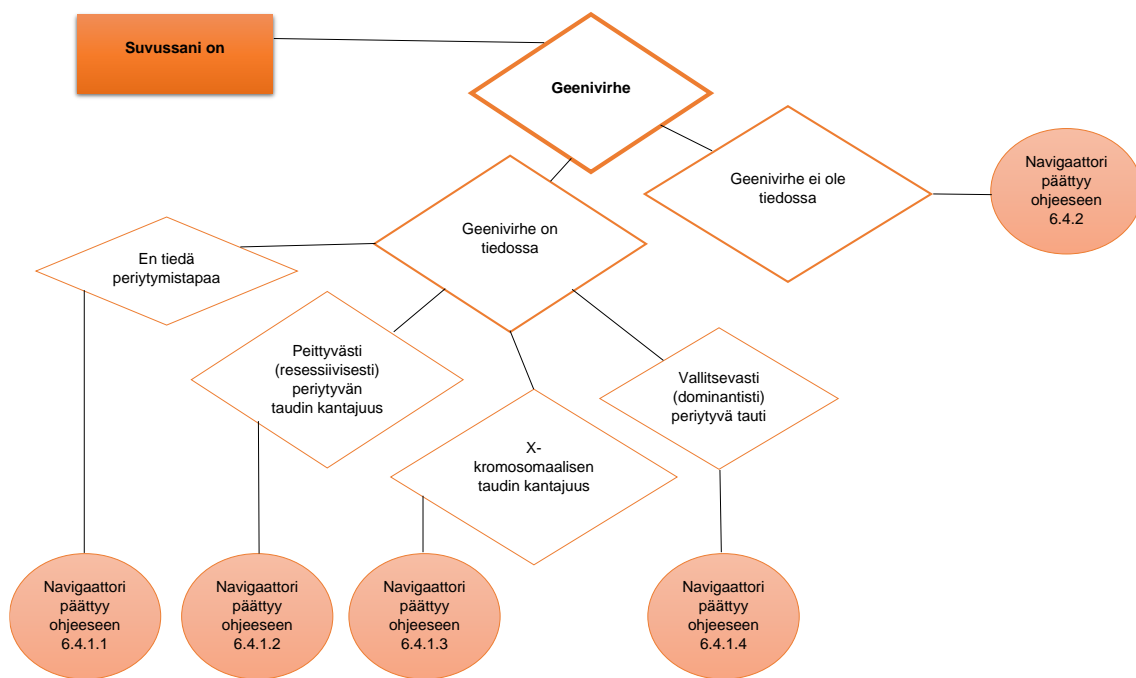 Suvussani on
Geenivirhe
Geenivirhe ei ole
tiedossa
Navigaattori
päättyy
ohjeeseen
6.4.2
Geenivirhe on
tiedossa
En tiedä
periytymistapaa
Peittyvästi
(resessiivisesti)
periytyvän
taudin kantajuus
X-
kromosomaalisen
taudin kantajuus
Vallitsevasti
(dominantisti)
periytyvä tauti
Navigaattori
päättyy
ohjeeseen
6.4.1.1
Navigaattori
päättyy
ohjeeseen
6.4.1.2
Navigaattori
päättyy
ohjeeseen
6.4.1.3
Navigaattori
päättyy
ohjeeseen
6.4.1.4